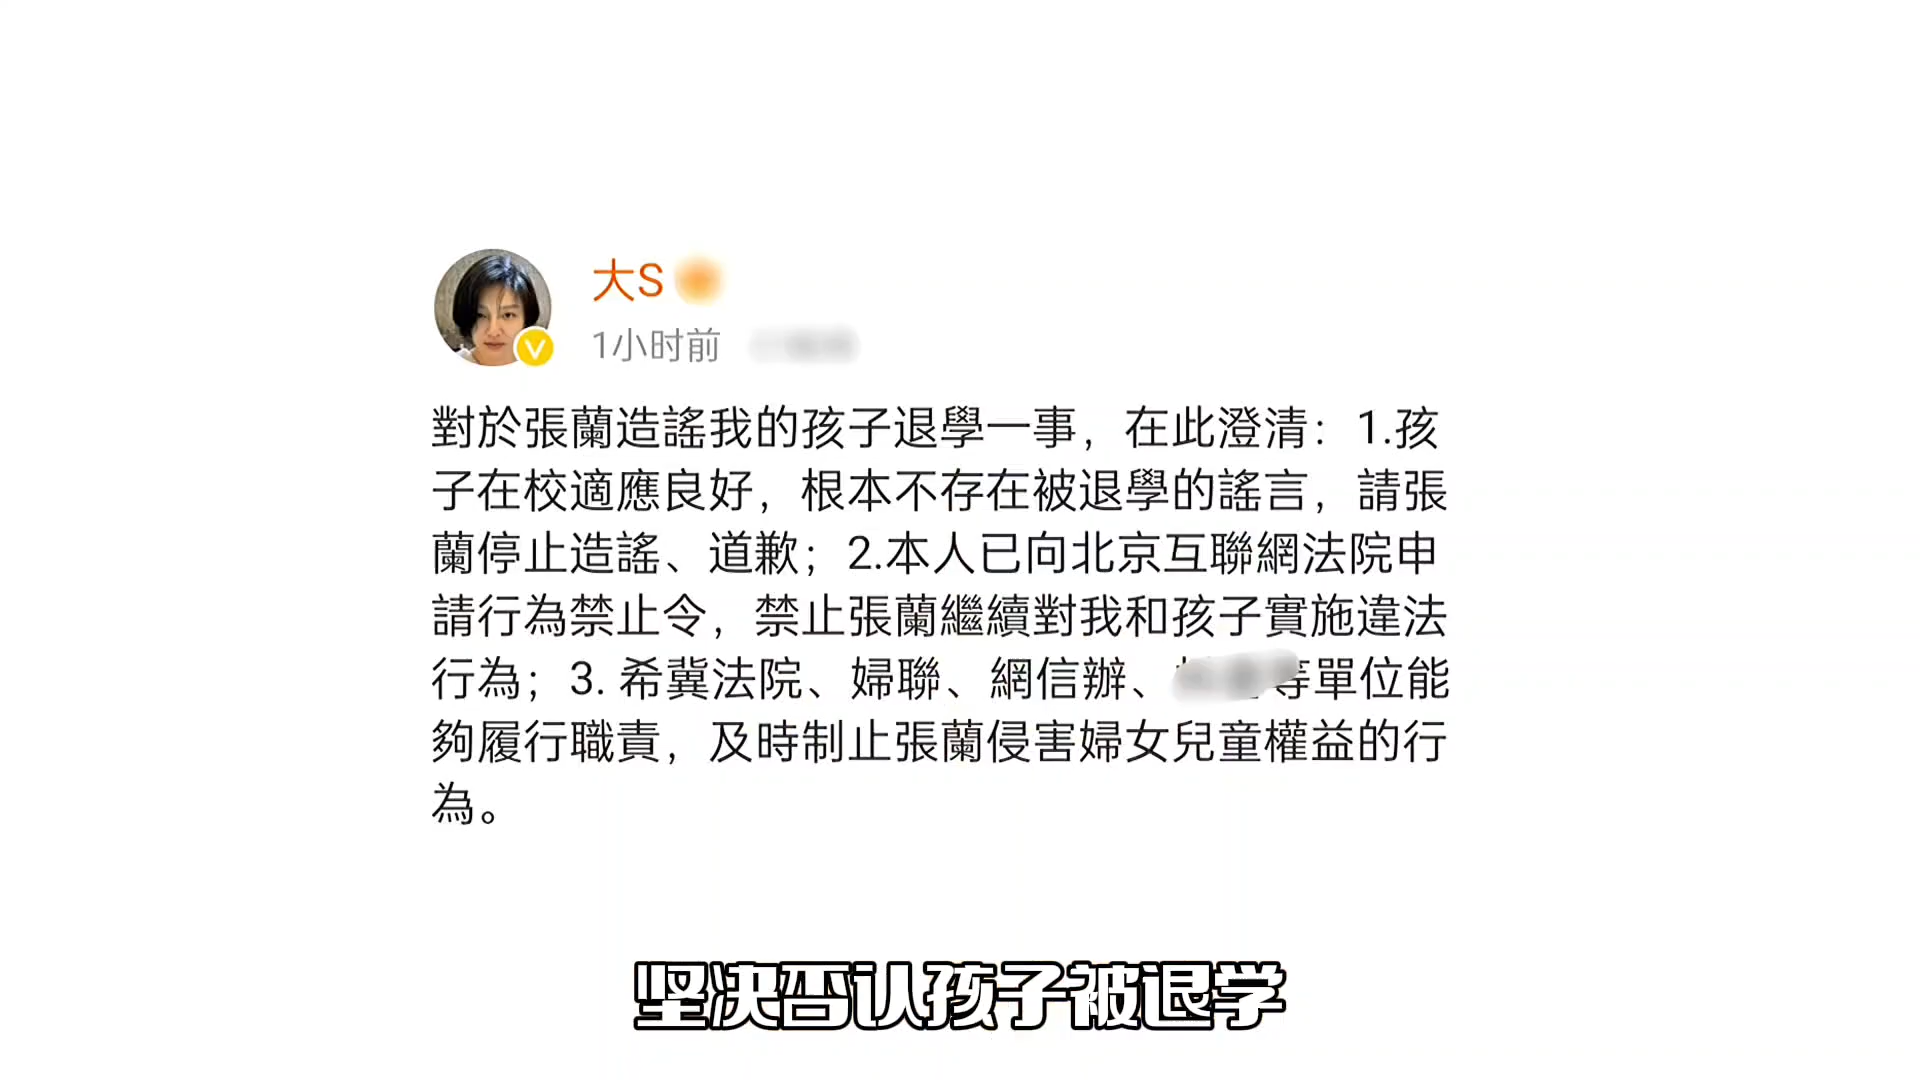 大S
1小时前
對於張蘭造謠我的孩子退學一事，在此澄清：1.孩
子在校適應良好，根本不存在被退學的謠言，請張
蘭停止造謠、道歉；2.本人已向北京互聯網法院申
請行為禁止令，禁止張蘭繼續對我和孩子實施違法
行為；3. 希冀法院、婦聯、網信辦、等單位能
夠履行職責，及時制止張蘭侵害婦女兒童權益的行
為。
坚决否认孩子被退学